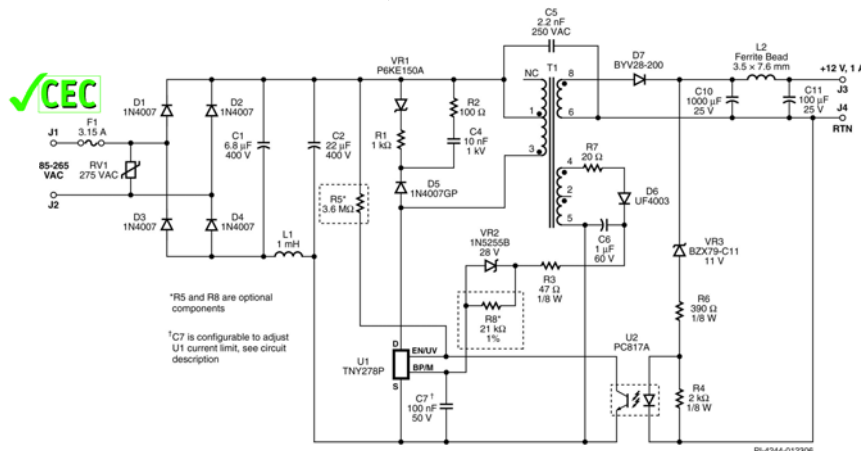 C5
2.2 nF
250 VAC
VR1
P6KE150A
D7
BYV28-200
L2
Ferrite Bead
3.5 × 7.6 mm
+12 V, 1 A
J3
J4
RTN
CEC
NC
T1
8
6
1
3
D1
1N4007
D2
1N4007
F1
3.15 A
J1
85-265
VAC
RV1
275 VAC
J2
C1
6.8 µF
400 V
C2
22 µF
400 V
R1
1 kΩ
R2
100 Ω
C4
10 nF
1 kV
C10
1000 µF
25 V
C11
100 µF
25 V
D3
1N4007
D4
1N4007
L1
1 mH
R5*
3.6 MΩ
D5
1N4007GP
4
2
5
R7
20 Ω
D6
UF4003
C6
1 µF
60 V
VR2
1N5255B
28 V
R3
47 Ω
1/8 W
VR3
BZX79-C11
11 V
R8*
21 kΩ
1%
R6
390 Ω
1/8 W
*R5 and R8 are optional
components
†C7 is configurable to adjust
U1 current limit, see circuit
description
U1
TNY278P
D
EN/UV
BP/M
S
C7†
100 nF
50 V
U2
PC817A
R4
2 kΩ
1/8 W
PI-4244-012306